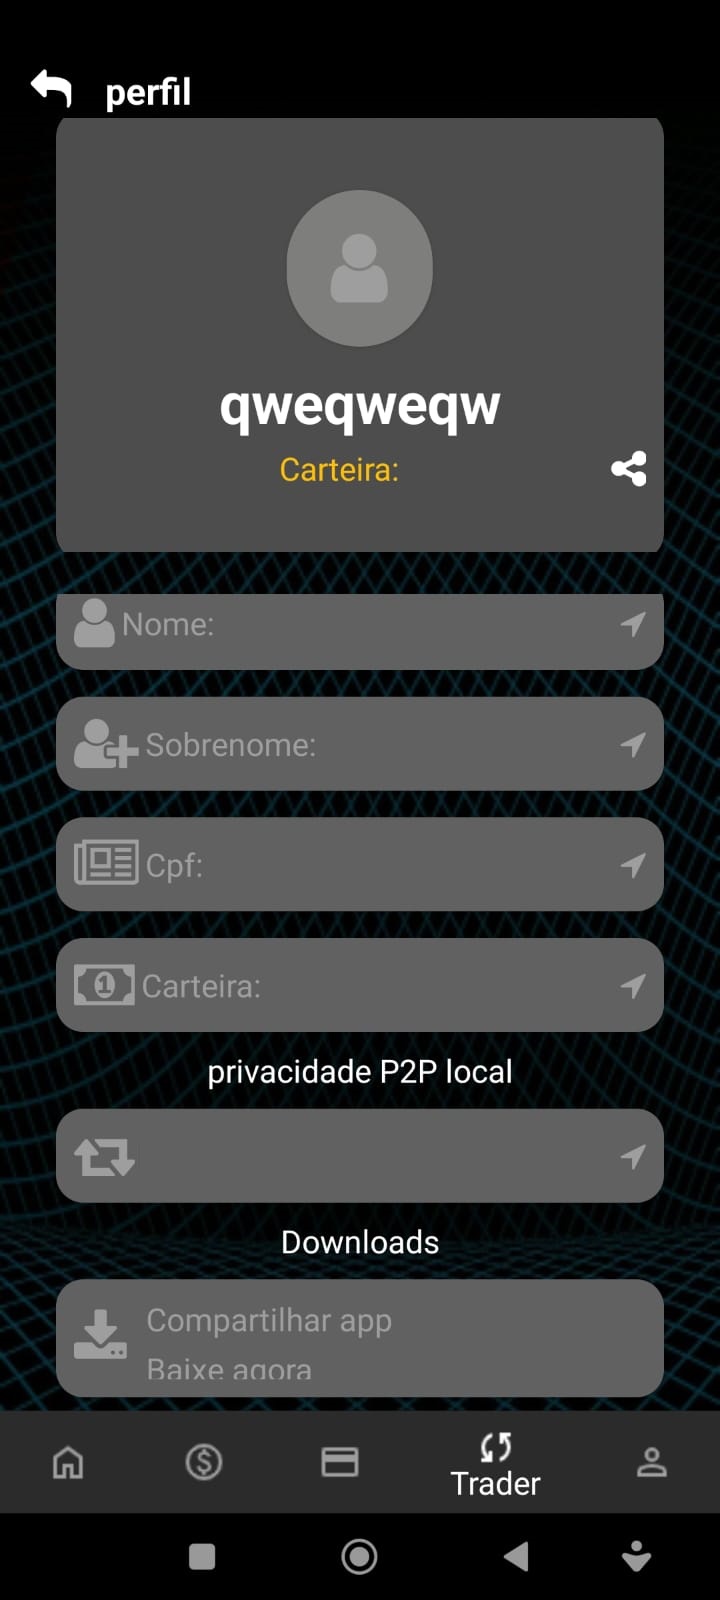 perfil
qweqweqw
Carteira:
Nome:
Sobrenome:
Cpf:
Carteira:
privacidade P2P local
Downloads
Compartilhar app
Baixe agora
Trader